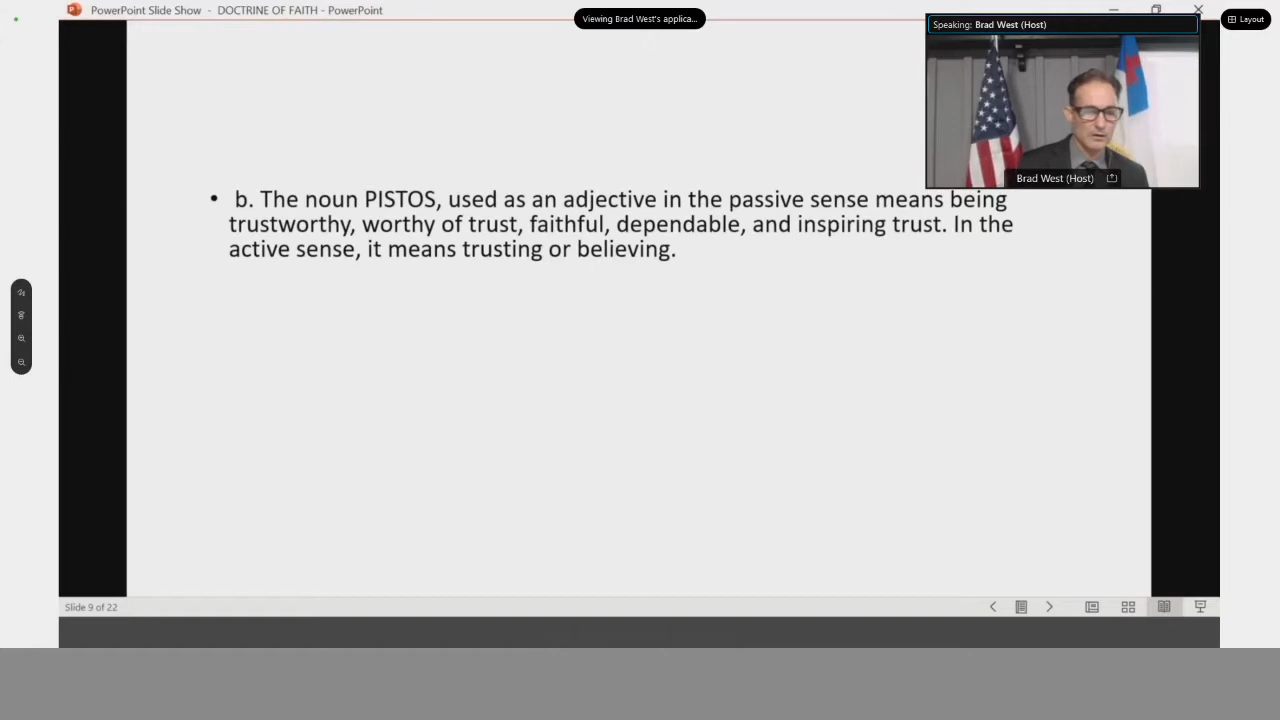 PowerPoint Slide Show - DOCTRINE OF FAITH - PowerPoint
Viewing Brad West's applica...
Speaking: Brad West (Host)
Layout
Brad West (Host)
• b. The noun PISTOS, used as an adjective in the passive sense means being
trustworthy, worthy of trust, faithful, dependable, and inspiring trust. In the
active sense, it means trusting or believing.
Slide 9 of 22